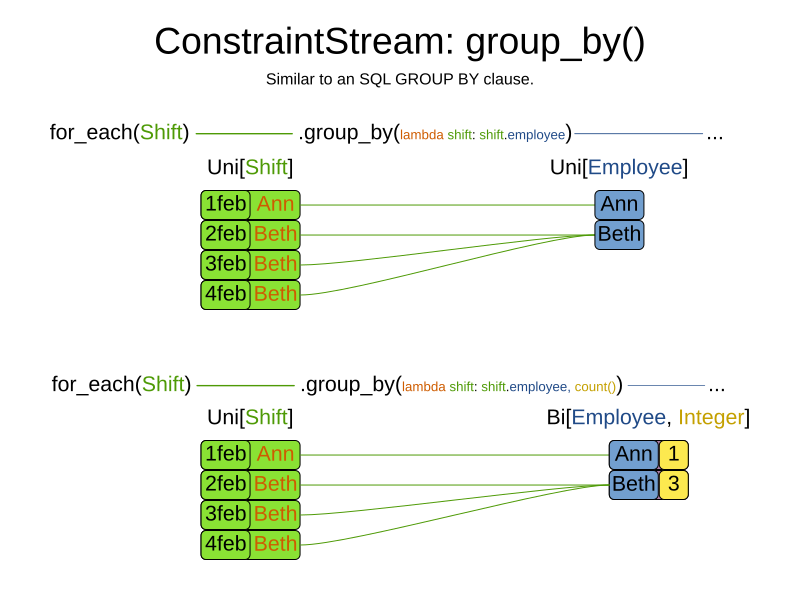 ConstraintStream: group_by()
Similar to an SQL GROUP BY clause.
for_each(Shift) .group_by(lambda shift: shift.employee) ...
Uni[Shift] Uni[Employee]
1feb Ann Ann
2feb Beth Beth
3feb Beth
4feb Beth
for_each(Shift) .group_by(lambda shift: shift.employee, count()) ...
Uni[Shift] Bi[Employee, Integer]
1feb Ann Ann 1
2feb Beth Beth 3
3feb Beth
4feb Beth